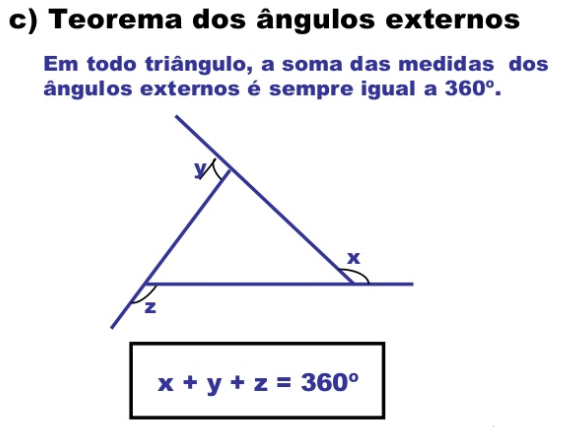 c) Teorema dos ângulos externos
Em todo triângulo, a soma das medidas dos
ângulos externos é sempre igual a 360º.
y
x
z
x + y + z = 360º